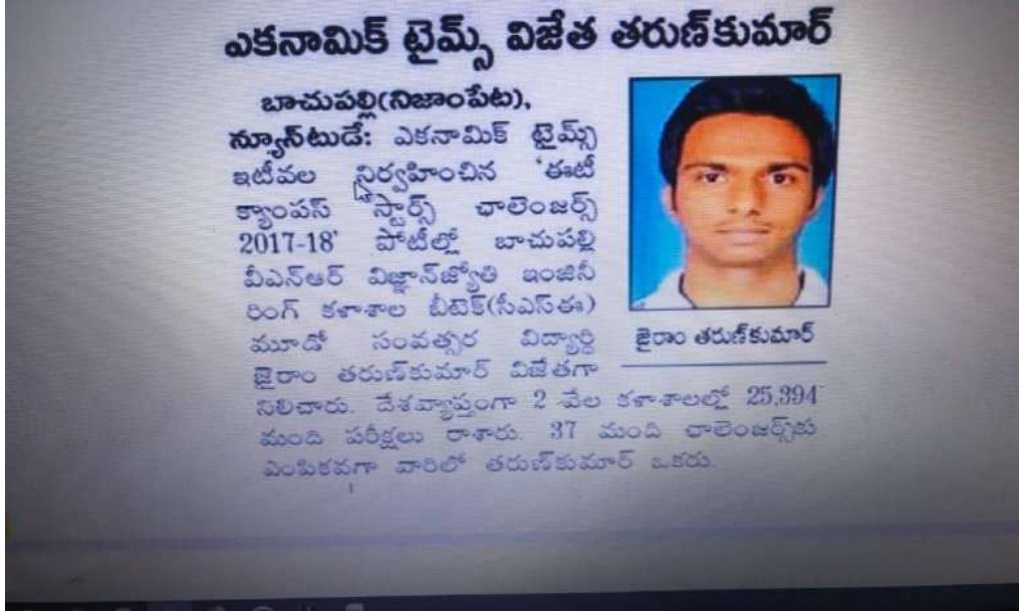 ఎకనామిక్ టైమ్స్ విజేత తరుణ్‌కుమార్
బాచుపల్లి(నిజాంపేట),
న్యూస్‌టుడే: ఎకనామిక్ టైమ్స్
ఇటీవల నిర్వహించిన 'ఈటీ
క్యాంపస్ స్టార్స్ ఛాలెంజర్స్
2017-18' పోటీల్లో బాచుపల్లి
వీఎన్ఆర్ విజ్ఞాన్‌జ్యోతి ఇంజినీ
రింగ్ కళాశాల బీటెక్(సీఎస్ఈ)
మూడో సంవత్సర విద్యార్థి
జైరాం తరుణ్‌కుమార్ విజేతగా
నిలిచారు. దేశవ్యాప్తంగా 2 వేల కళాశాలల్లో 25,394
మంది పరీక్షలు రాశారు. 37 మంది ఛాలెంజర్స్‌కు
ఎంపికవగా వారిలో తరుణ్‌కుమార్ ఒకరు.
జైరాం తరుణ్‌కుమార్